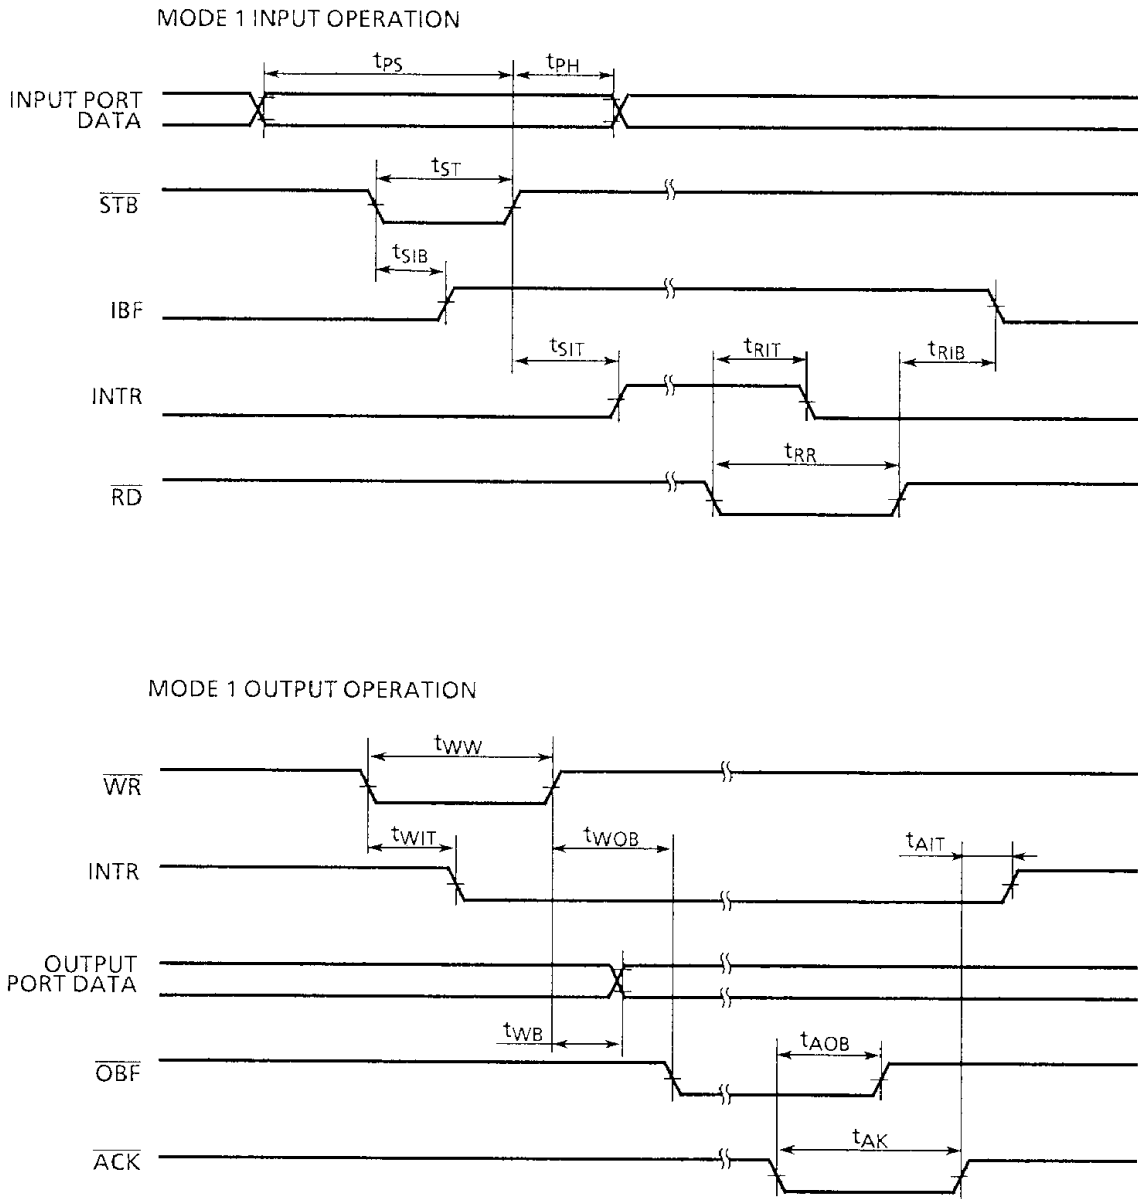 MODE 1 INPUT OPERATION
tPS
tPH
INPUT PORT
DATA
tST
STB
tSIB
IBF
tSIT
tRIT
tRIB
INTR
tRR
RD
MODE 1 OUTPUT OPERATION
tWW
WR
tWIT
tWOB
tAIT
INTR
OUTPUT
PORT DATA
tWB
tAOB
OBF
tAK
ACK